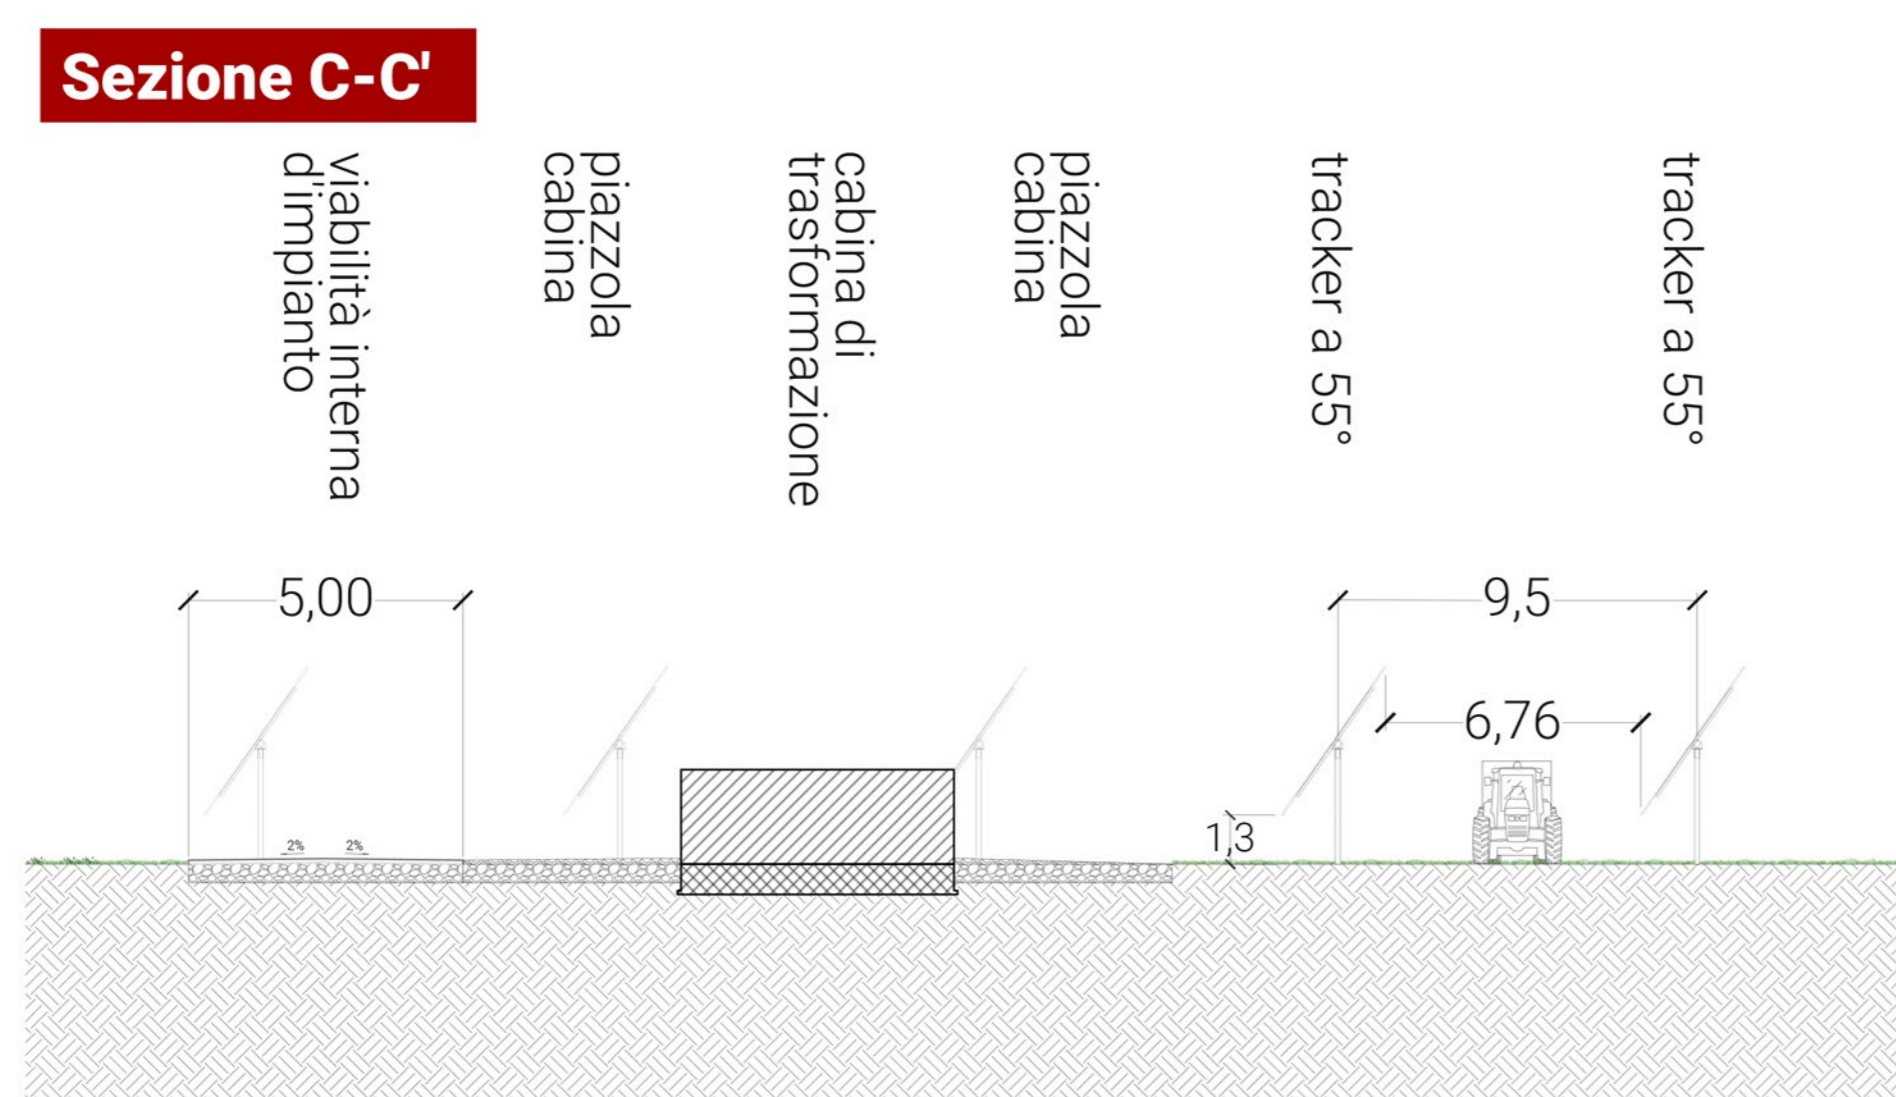 Sezione C-C'
viabilità interna
d'impianto
piazzola
cabina
cabina di
trasformazione
piazzola
cabina
tracker a 55°
tracker a 55°
5,00
9,5
6,76
1,3
2%
2%